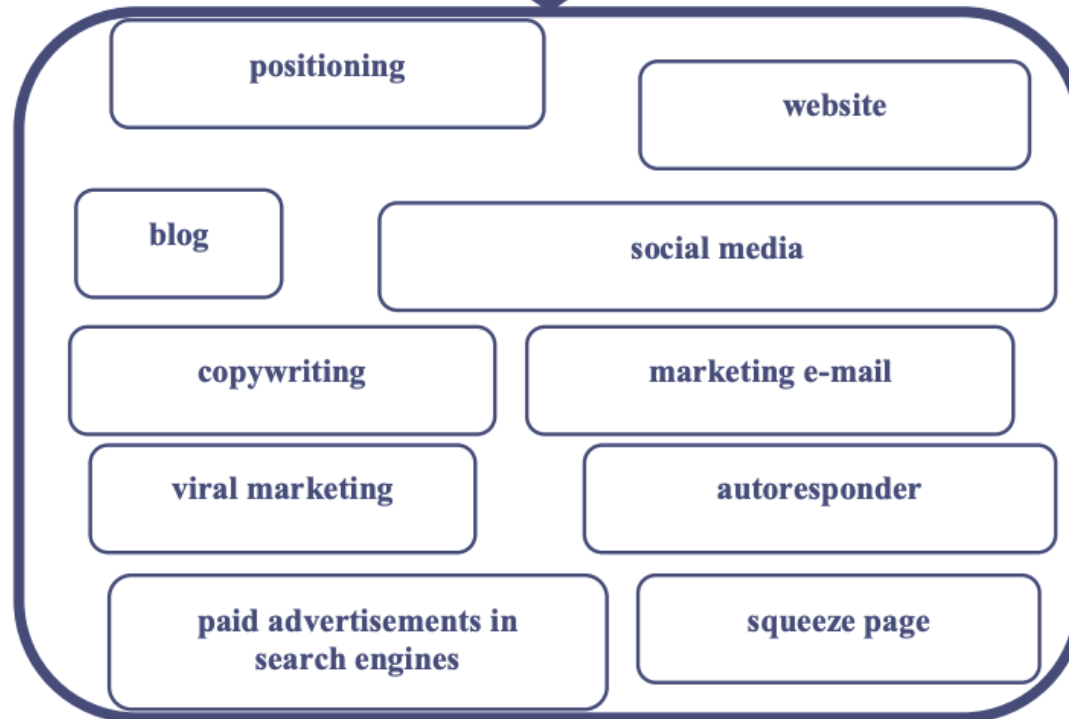 positioning
website
blog
social media
copywriting
marketing e-mail
viral marketing
autoresponder
paid advertisements in
search engines
squeeze page